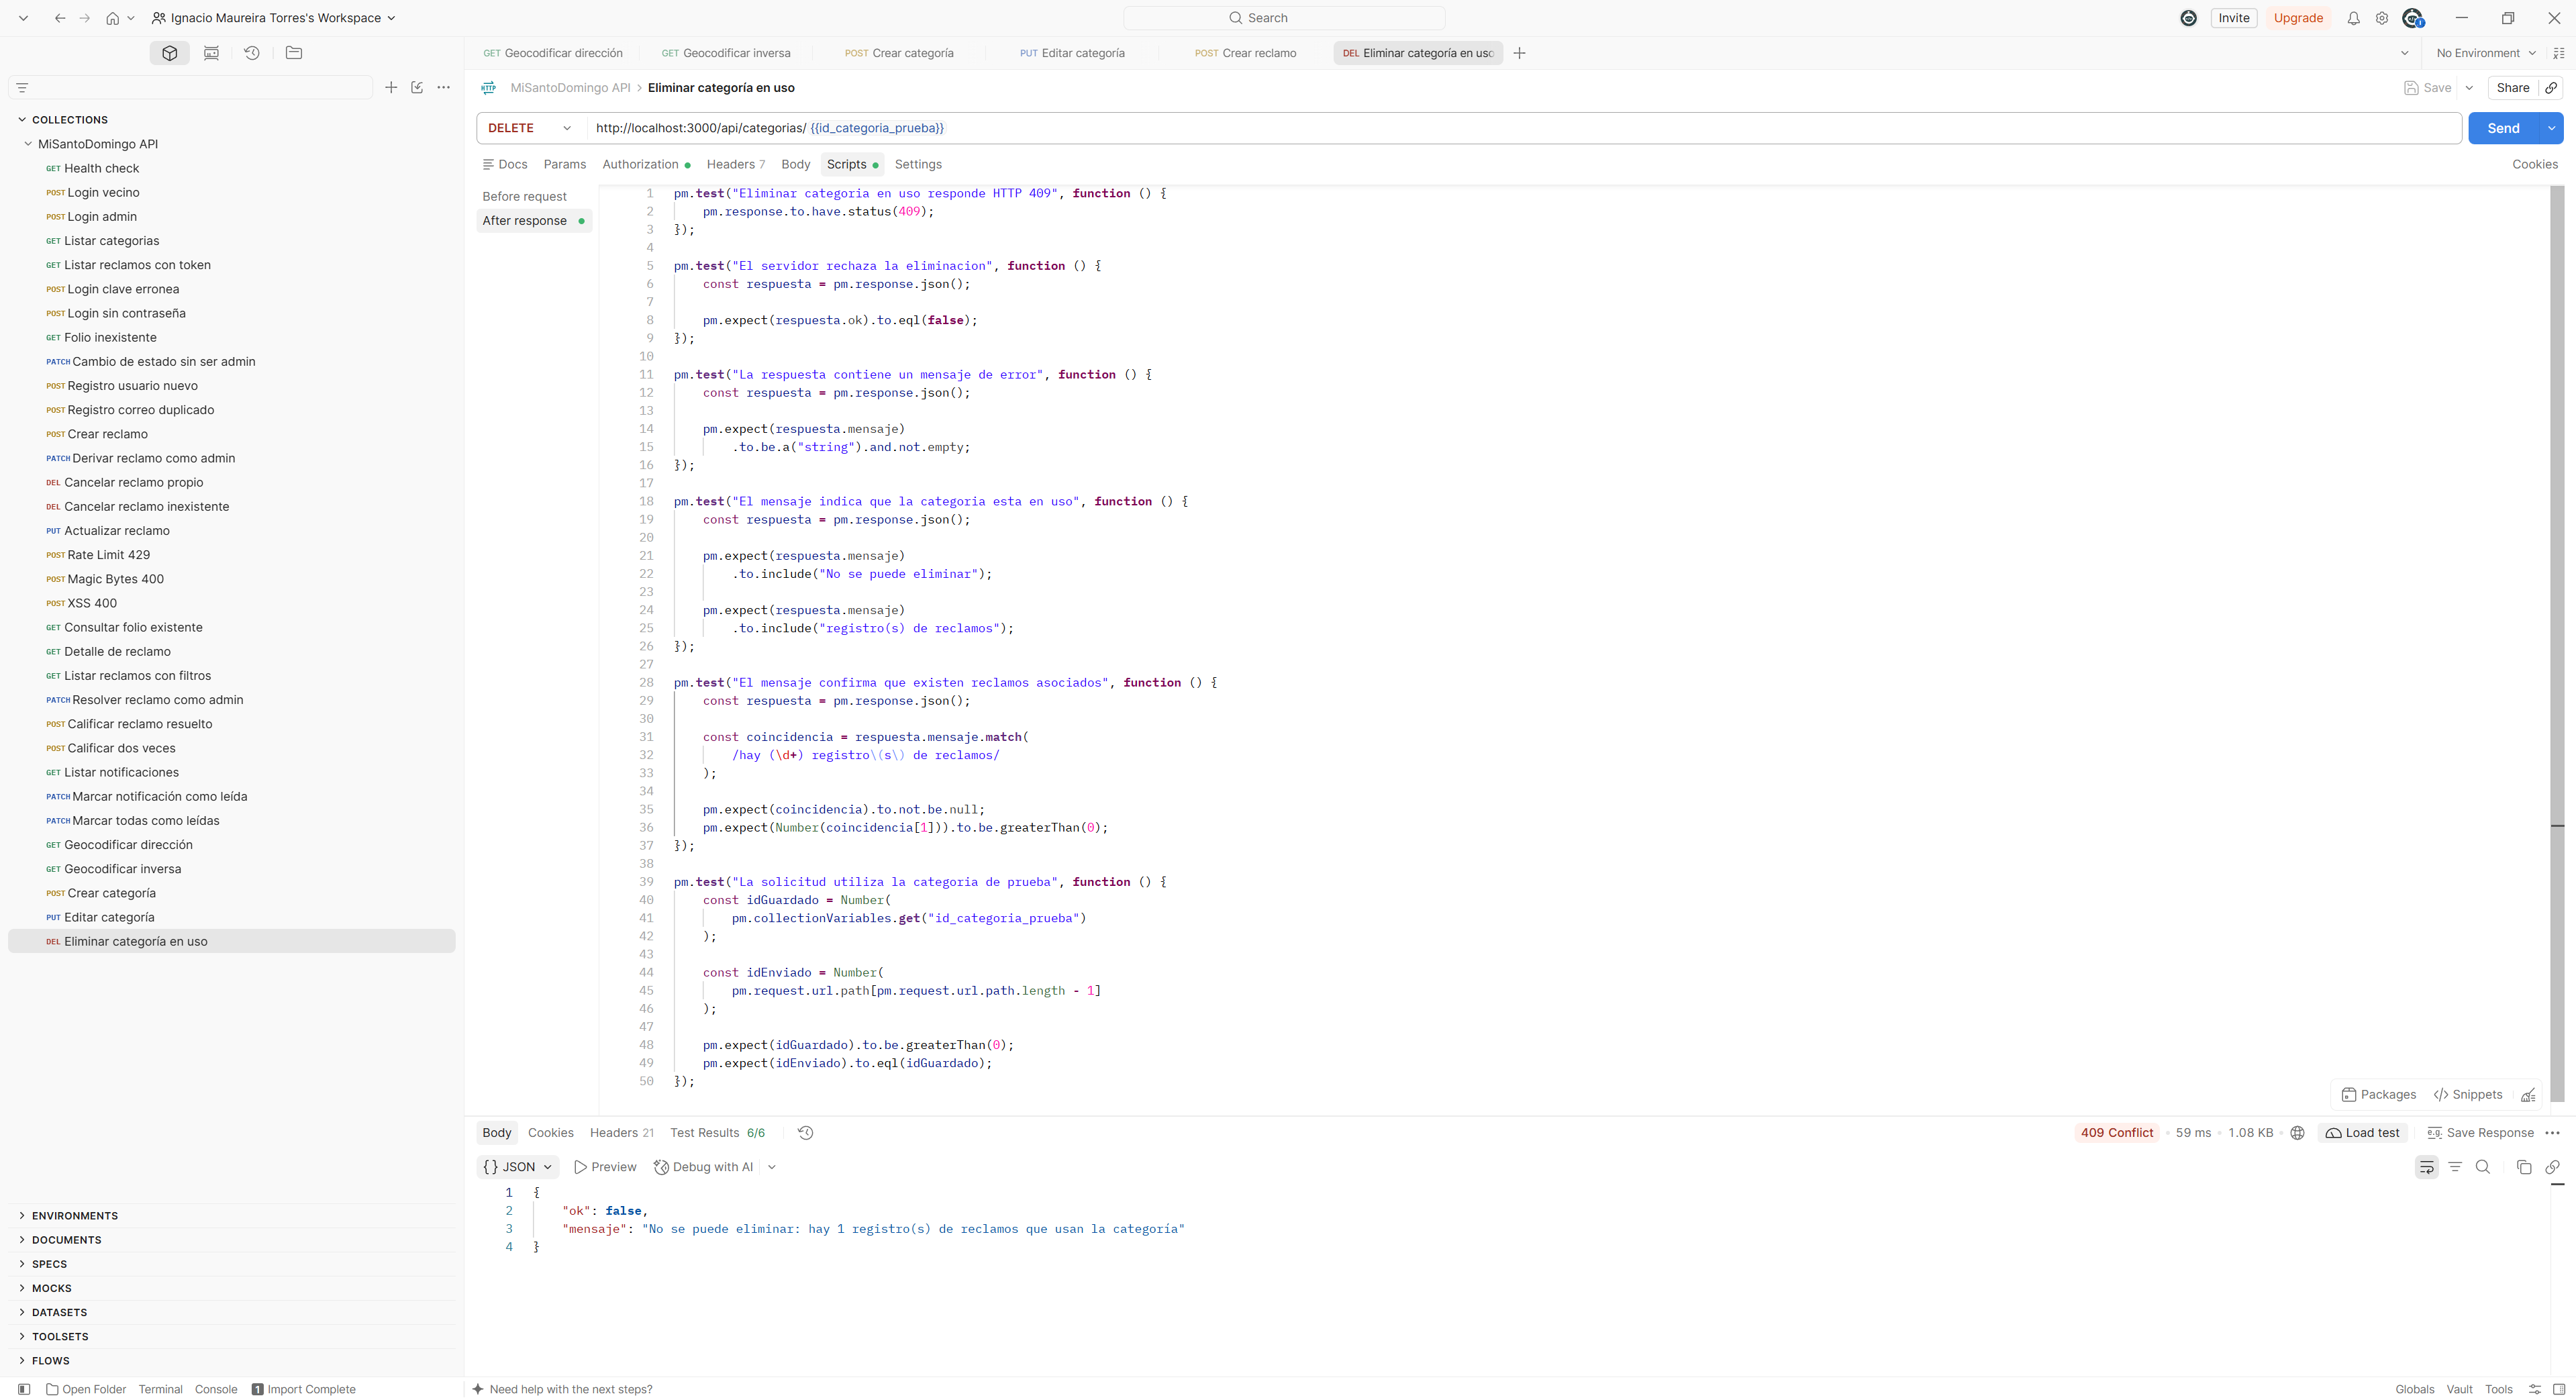 Ignacio Maureira Torres's Workspace
Search
Invite
Upgrade
GET Geocodificar dirección
GET Geocodificar inversa
POST Crear categoría
PUT Editar categoría
POST Crear reclamo
DEL Eliminar categoría en uso
No Environment
HTTP MiSantoDomingo API > Eliminar categoría en uso
Save
Share
COLLECTIONS
MiSantoDomingo API
GET Health check
POST Login vecino
POST Login admin
GET Listar categorias
GET Listar reclamos con token
POST Login clave erronea
POST Login sin contraseña
GET Folio inexistente
PATCH Cambio de estado sin ser admin
POST Registro usuario nuevo
POST Registro correo duplicado
POST Crear reclamo
PATCH Derivar reclamo como admin
DEL Cancelar reclamo propio
DEL Cancelar reclamo inexistente
PUT Actualizar reclamo
POST Rate Limit 429
POST Magic Bytes 400
POST XSS 400
GET Consultar folio existente
GET Detalle de reclamo
GET Listar reclamos con filtros
PATCH Resolver reclamo como admin
POST Calificar reclamo resuelto
POST Calificar dos veces
GET Listar notificaciones
PATCH Marcar notificación como leída
PATCH Marcar todas como leídas
GET Geocodificar dirección
GET Geocodificar inversa
POST Crear categoría
PUT Editar categoría
DEL Eliminar categoría en uso
ENVIRONMENTS
DOCUMENTS
SPECS
MOCKS
DATASETS
TOOLSETS
FLOWS
DELETE
http://localhost:3000/api/categorias/ {{id_categoria_prueba}}
Send
Docs
Params
Authorization
Headers 7
Body
Scripts
Settings
Cookies
Before request
After response
1 pm.test("Eliminar categoria en uso responde HTTP 409", function () {
2 pm.response.to.have.status(409);
3 });
4
5 pm.test("El servidor rechaza la eliminacion", function () {
6 const respuesta = pm.response.json();
7
8 pm.expect(respuesta.ok).to.eql(false);
9 });
10
11 pm.test("La respuesta contiene un mensaje de error", function () {
12 const respuesta = pm.response.json();
13
14 pm.expect(respuesta.mensaje)
15 .to.be.a("string").and.not.empty;
16 });
17
18 pm.test("El mensaje indica que la categoria esta en uso", function () {
19 const respuesta = pm.response.json();
20
21 pm.expect(respuesta.mensaje)
22 .to.include("No se puede eliminar");
23
24 pm.expect(respuesta.mensaje)
25 .to.include("registro(s) de reclamos");
26 });
27
28 pm.test("El mensaje confirma que existen reclamos asociados", function () {
29 const respuesta = pm.response.json();
30
31 const coincidencia = respuesta.mensaje.match(
32 /hay (\d+) registro\(s\) de reclamos/
33 );
34
35 pm.expect(coincidencia).to.not.be.null;
36 pm.expect(Number(coincidencia[1])).to.be.greaterThan(0);
37 });
38
39 pm.test("La solicitud utiliza la categoria de prueba", function () {
40 const idGuardado = Number(
41 pm.collectionVariables.get("id_categoria_prueba")
42 );
43
44 const idEnviado = Number(
45 pm.request.url.path[pm.request.url.path.length - 1]
46 );
47
48 pm.expect(idGuardado).to.be.greaterThan(0);
49 pm.expect(idEnviado).to.eql(idGuardado);
50 });
Packages
Snippets
Body
Cookies
Headers 21
Test Results 6/6
409 Conflict
59 ms
1.08 KB
Load test
Save Response
{} JSON
Preview
Debug with AI
1 {
2 "ok": false,
3 "mensaje": "No se puede eliminar: hay 1 registro(s) de reclamos que usan la categoría"
4 }
Open Folder
Terminal
Console
1 Import Complete
Need help with the next steps?
Globals
Vault
Tools